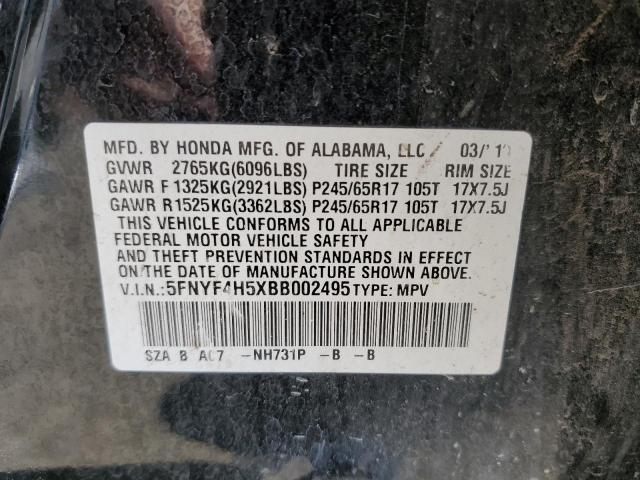 MFD. BY HONDA MFG. OF ALABAMA, LLC
GVWR 2765KG(6096LBS) TIRE SIZE RIM SIZE
GAWR F 1325KG(2921LBS) P245/65R17 105T 17X7.5J
GAWR R 1525KG(3362LBS) P245/65R17 105T 17X7.5J
THIS VEHICLE CONFORMS TO ALL APPLICABLE
FEDERAL MOTOR VEHICLE SAFETY
AND THEFT PREVENTION STANDARDS IN EFFECT
ON THE DATE OF MANUFACTURE SHOWN ABOVE.
V.I.N.:5FNYF4H5XBB002495 TYPE: MPV
SZA B AC7 -NH731P -B -B